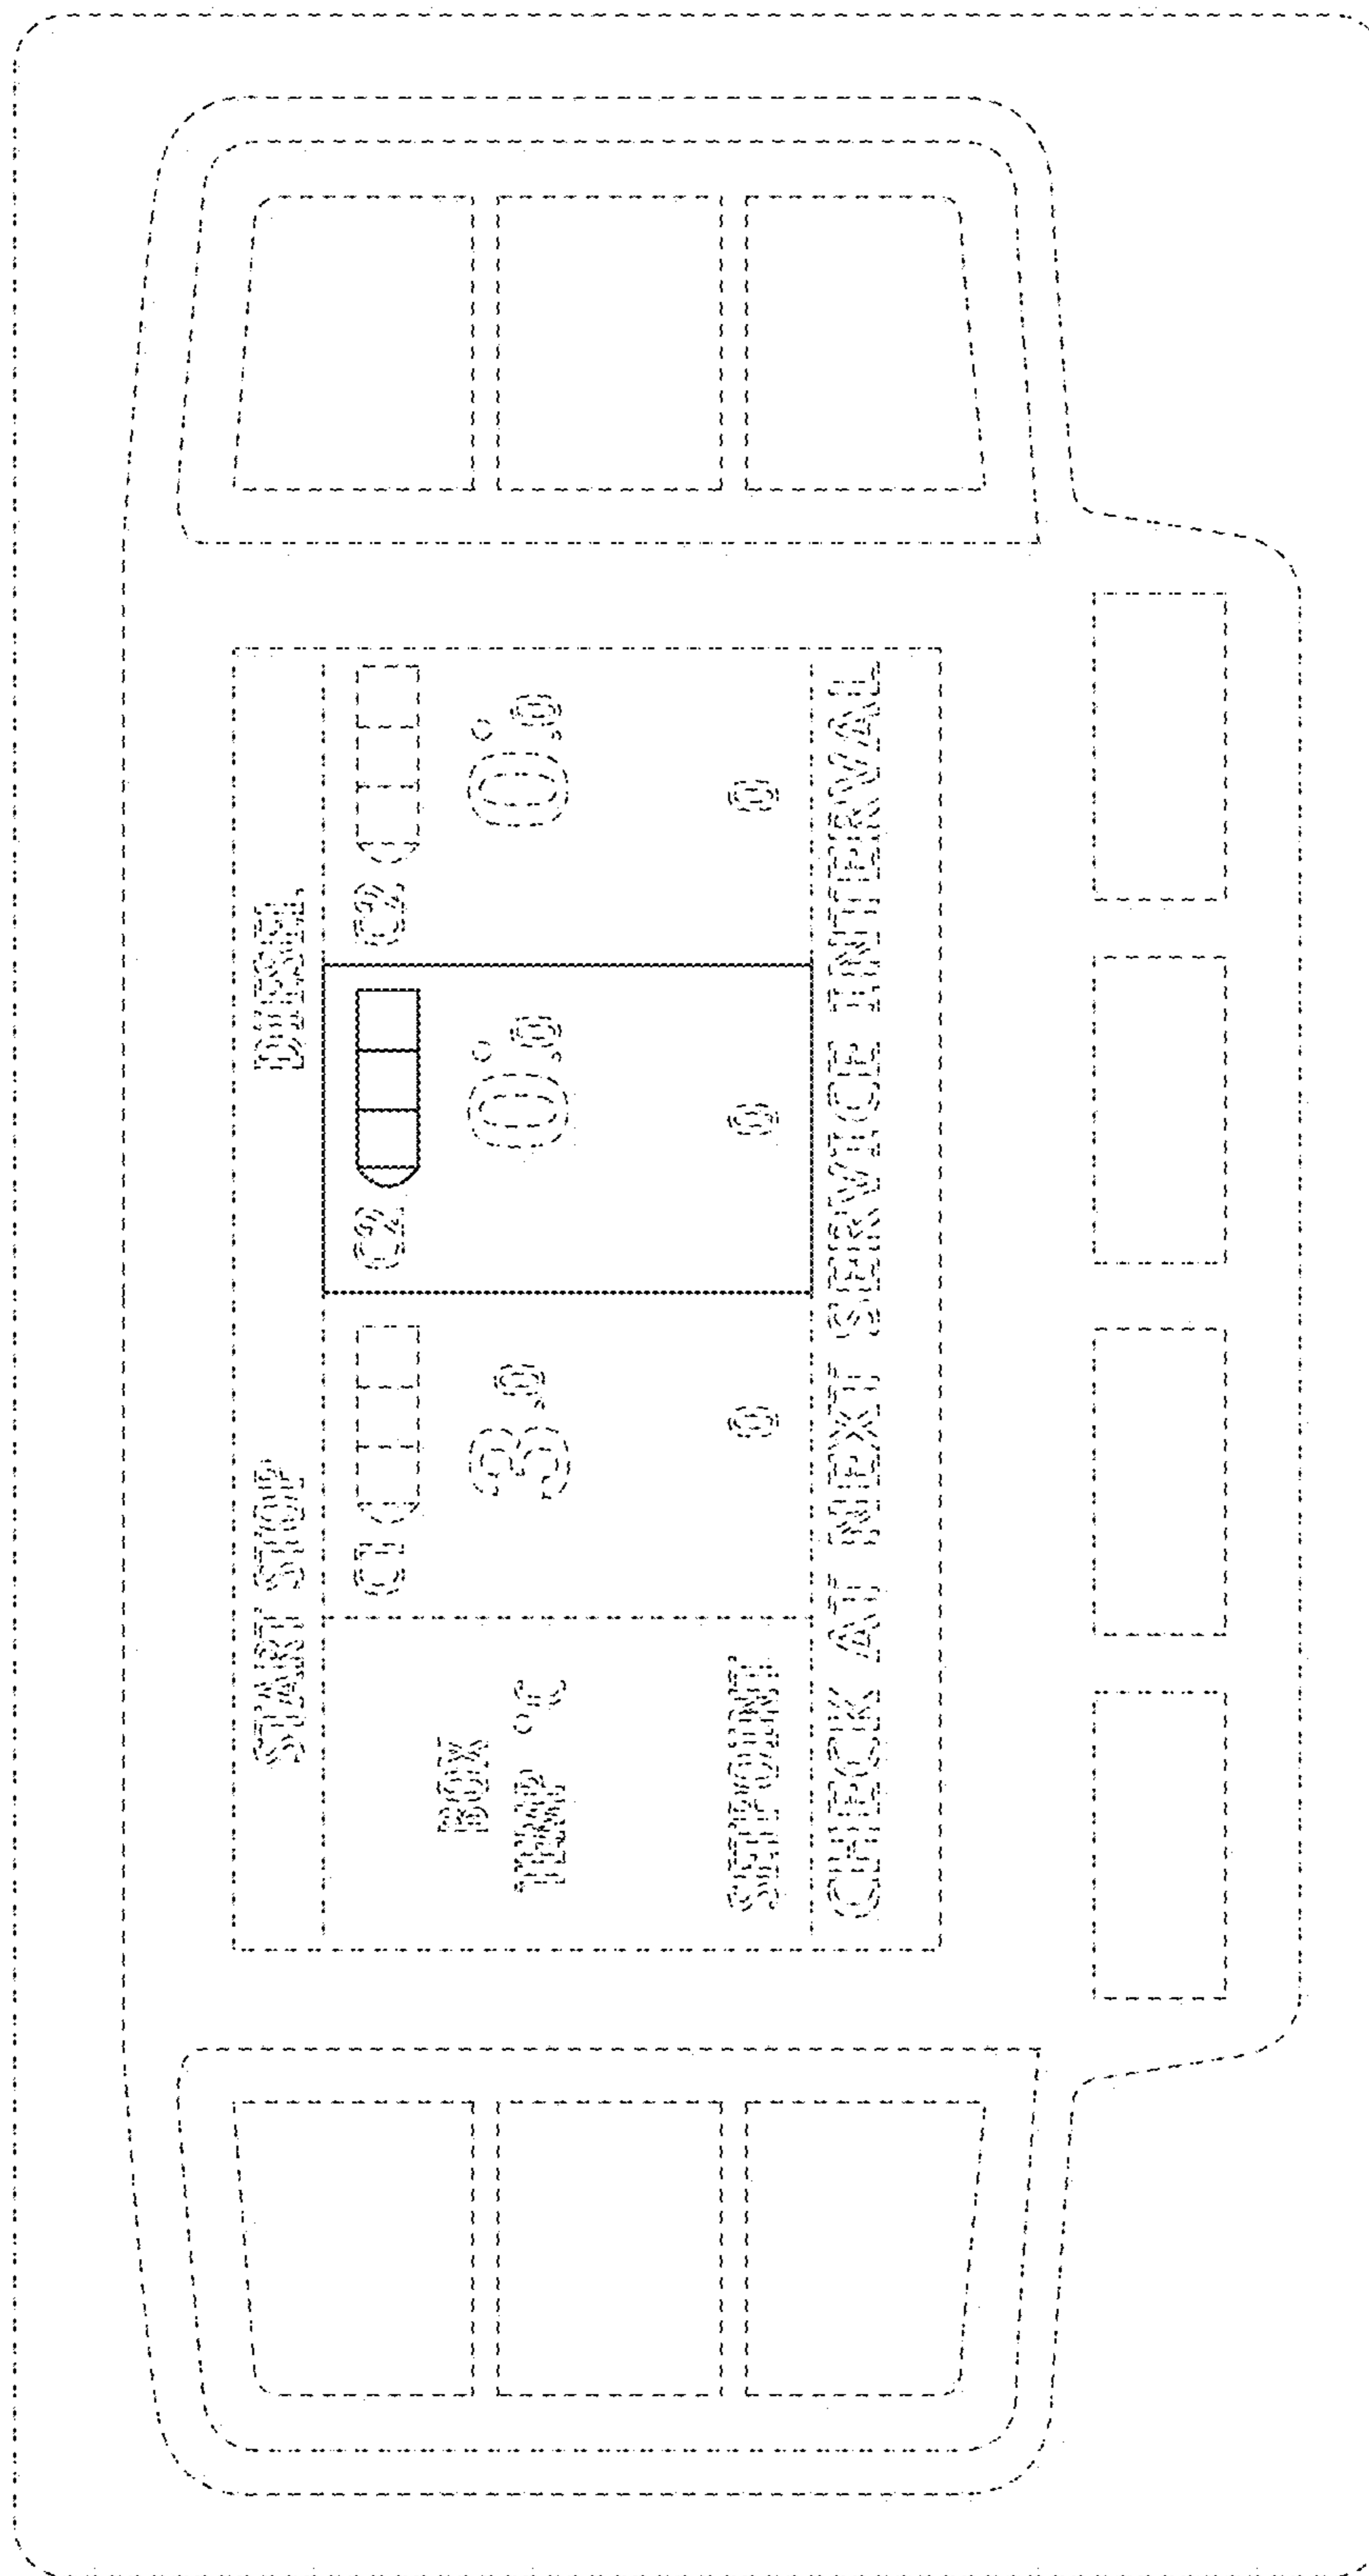 START STOP DIESEL
C1 C2 C2
BOX
TEMP °C 3.0 0°.0 0°.0
SETPOINT 0 0 0
CHECK AT NEXT SERVICE INTERVAL